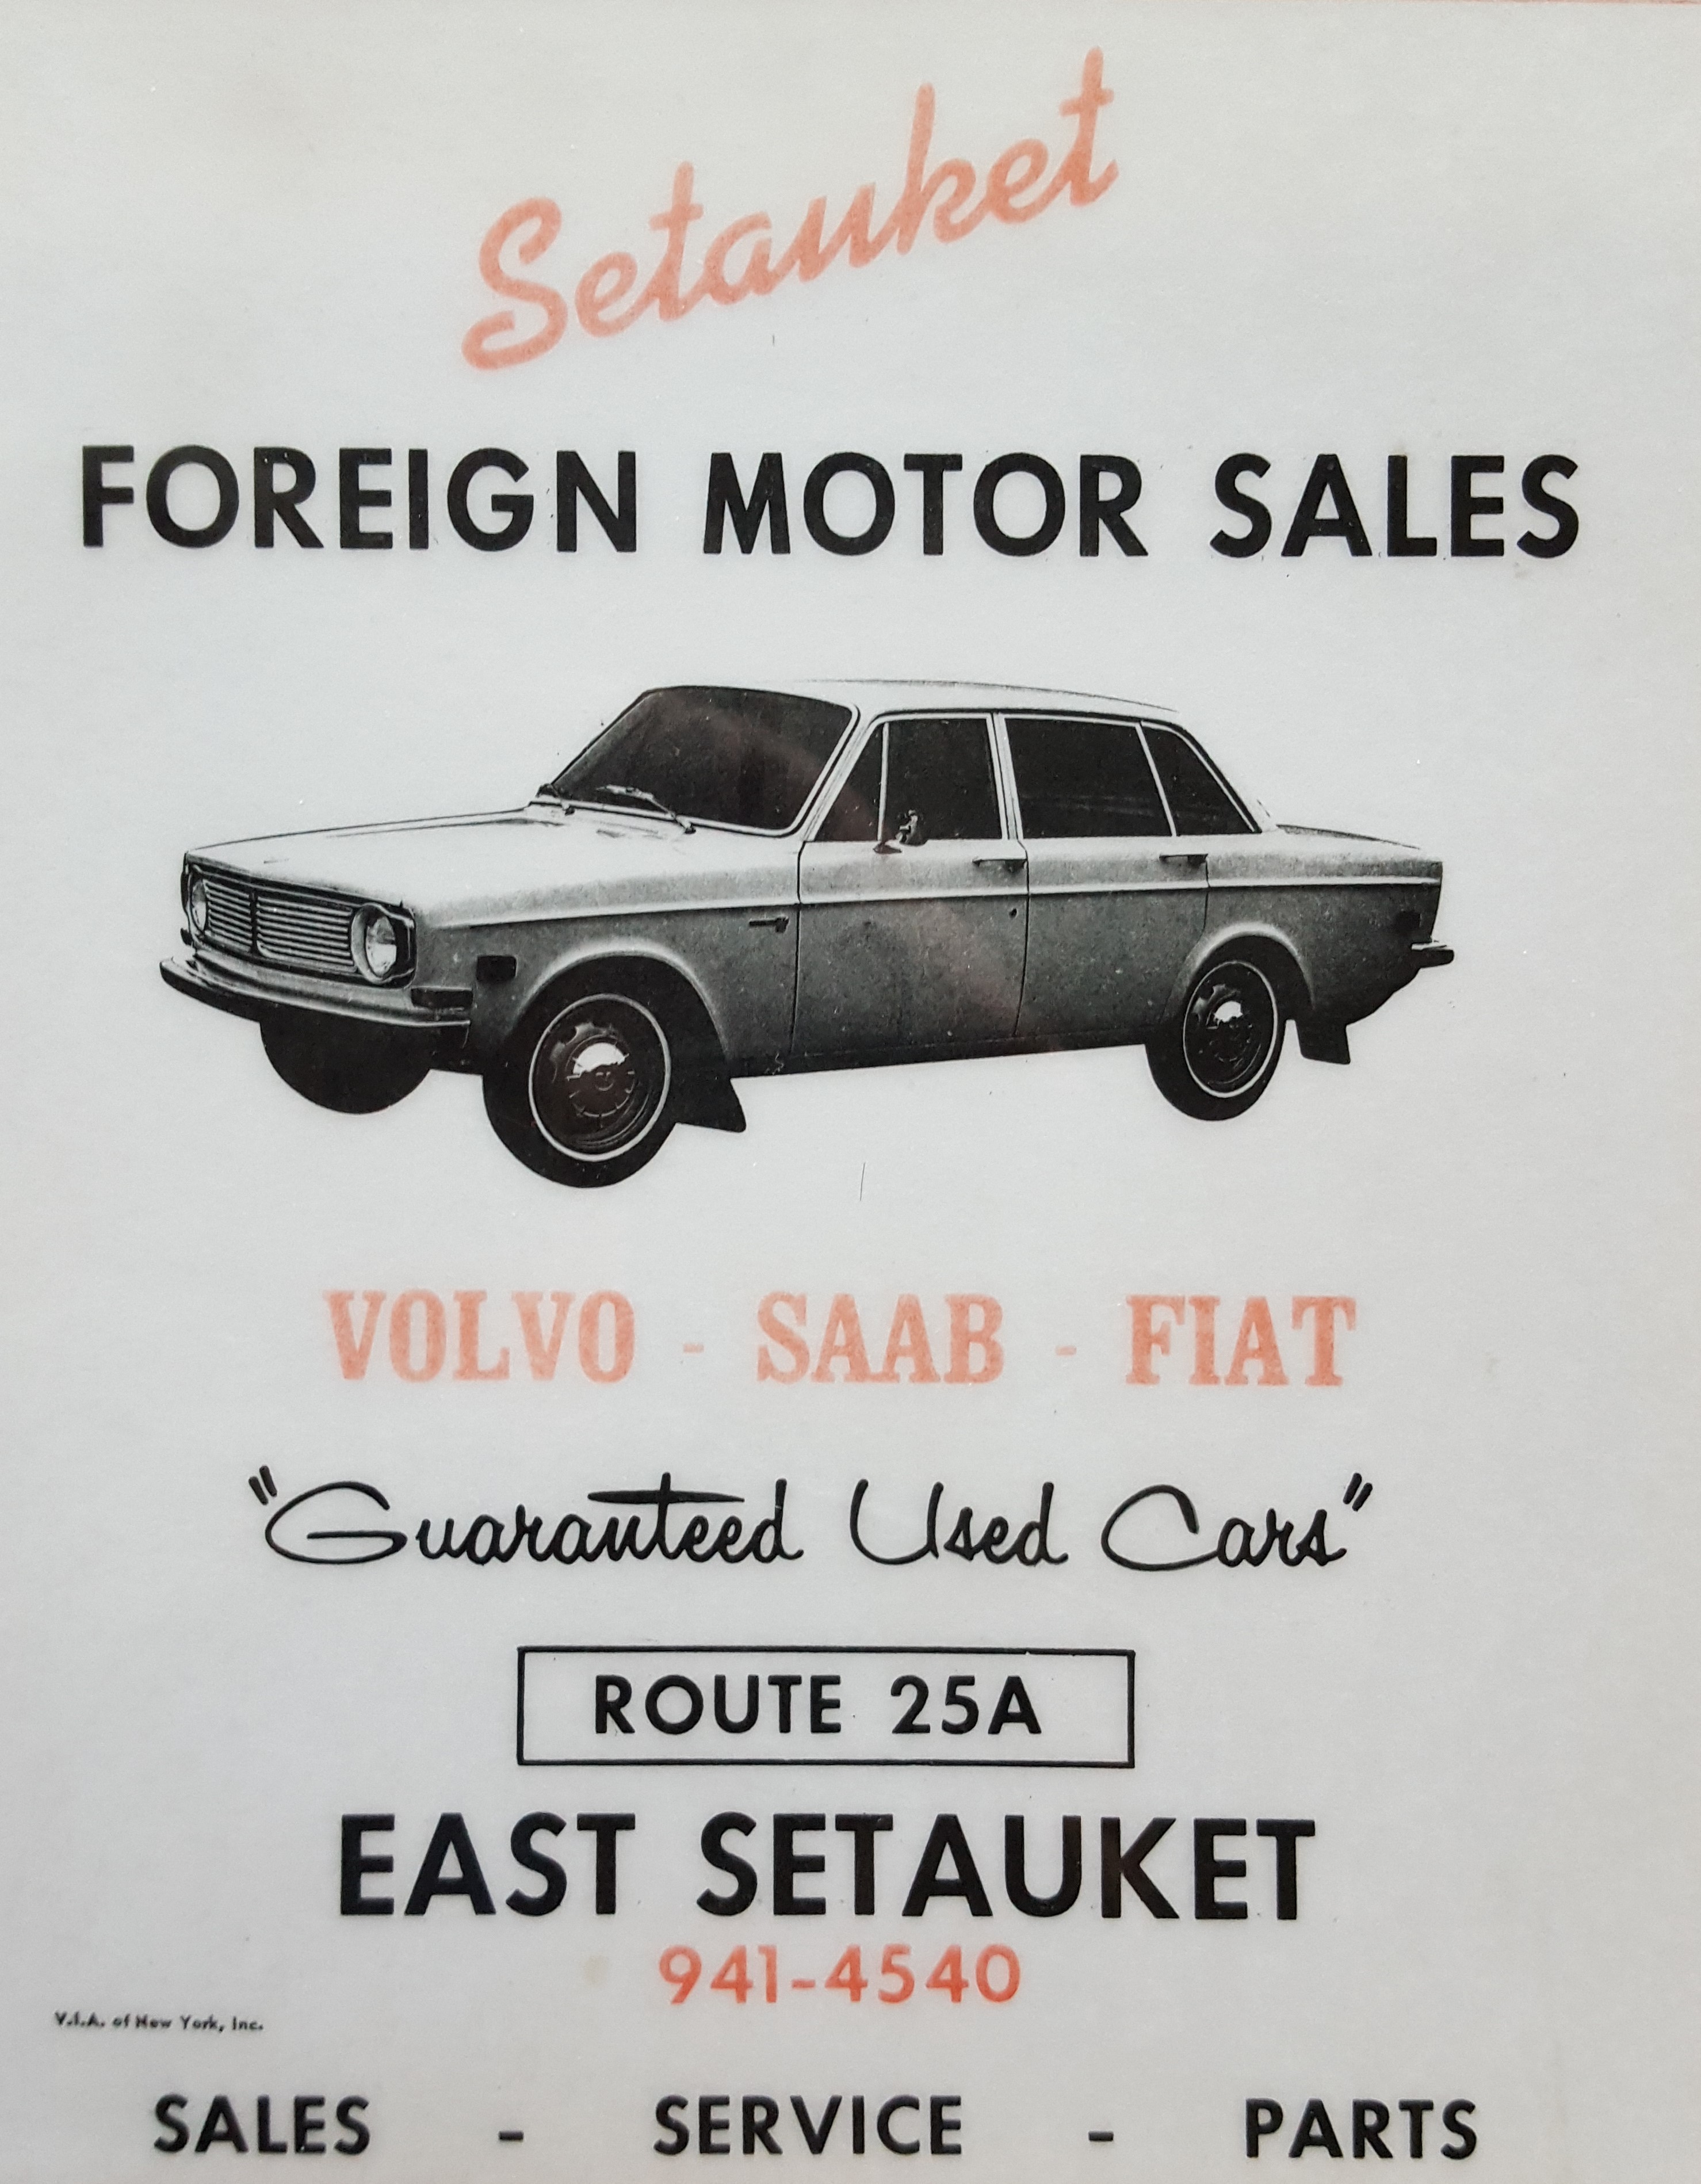 Setauket
FOREIGN MOTOR SALES
VOLVO - SAAB - FIAT
"Guaranteed Used Cars"
ROUTE 25A
EAST SETAUKET
941-4540
V.I.A. of New York, Inc.
SALES - SERVICE - PARTS